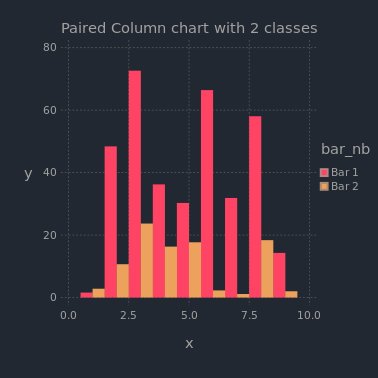 Paired Column chart with 2 classes
80
60
40
20
0
y
0.0 2.5 5.0 7.5 10.0
x
bar_nb
Bar 1
Bar 2